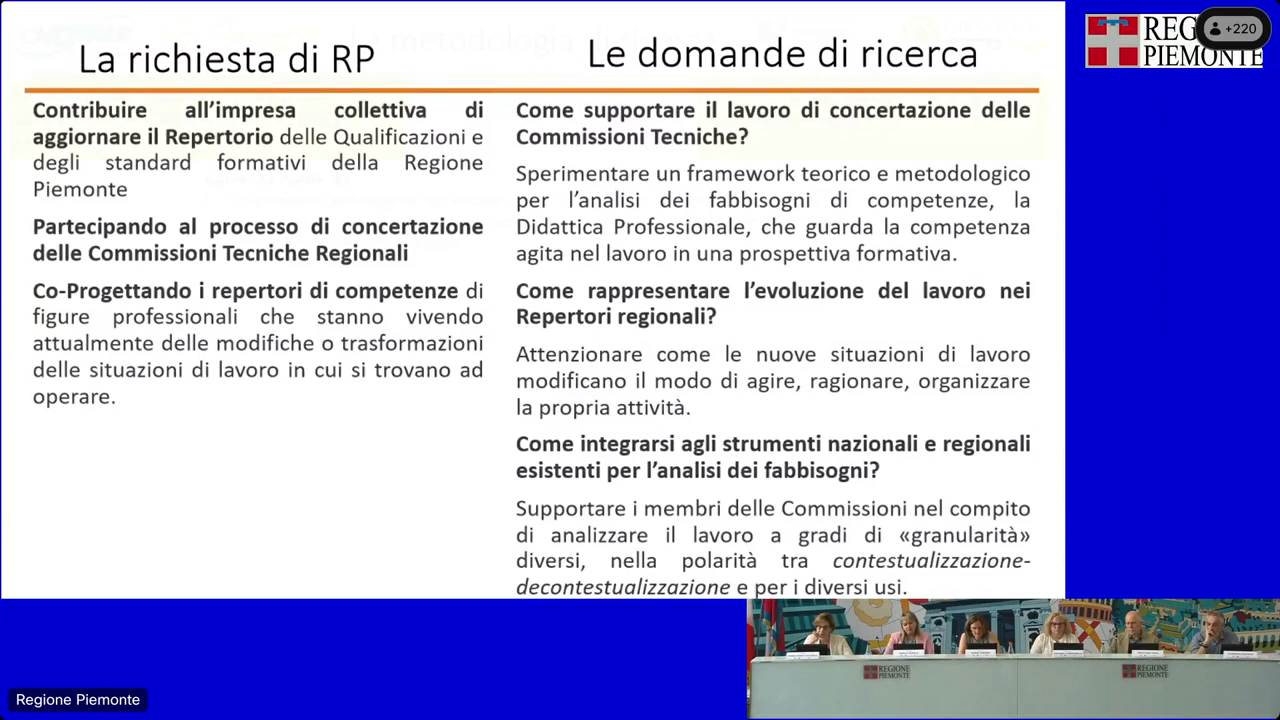 La richiesta di RP
Contribuire all'impresa collettiva di
aggiornare il Repertorio delle Qualificazioni e
degli standard formativi della Regione
Piemonte
Partecipando al processo di concertazione
delle Commissioni Tecniche Regionali
Co-Progettando i repertori di competenze di
figure professionali che stanno vivendo
attualmente delle modifiche o trasformazioni
delle situazioni di lavoro in cui si trovano ad
operare.
Le domande di ricerca
Come supportare il lavoro di concertazione delle
Commissioni Tecniche?
Sperimentare un framework teorico e metodologico
per l'analisi dei fabbisogni di competenze, la
Didattica Professionale, che guarda la competenza
agita nel lavoro in una prospettiva formativa.
Come rappresentare l'evoluzione del lavoro nei
Repertori regionali?
Attenzionare come le nuove situazioni di lavoro
modificano il modo di agire, ragionare, organizzare
la propria attività.
Come integrarsi agli strumenti nazionali e regionali
esistenti per l'analisi dei fabbisogni?
Supportare i membri delle Commissioni nel compito
di analizzare il lavoro a gradi di «granularità»
diversi, nella polarità tra contestualizzazione-
decontestualizzazione e per i diversi usi.
+220
PIEMONTE
REGIONE
PIEMONTE
REGIONE
PIEMONTE
Regione Piemonte